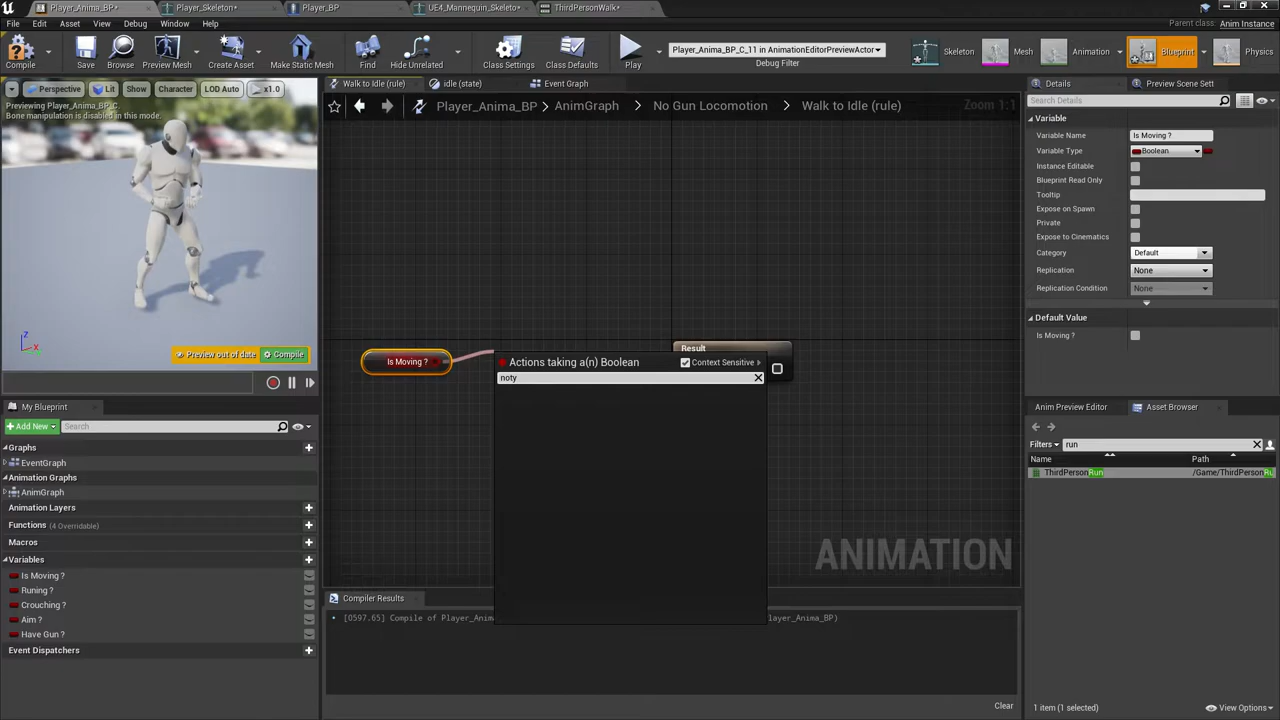 Player_Anima_BP*
Player_Skeleton*
Player_BP
UE4_Mannequin_Skeleto*
ThirdPersonWalk*
File Edit Asset View Debug Window Help
Parent class: Anim Instance
Compile
Save
Browse
Preview Mesh
Create Asset
Make Static Mesh
Find
Hide Unrelated
Class Settings
Class Defaults
Play
Player_Anima_BP_C_11 in AnimationEditorPreviewActor
Debug Filter
Skeleton
Mesh
Animation
Blueprint
Physics
Perspective
Lit
Show
Character
LOD Auto
x1.0
Previewing Player_Anima_BP_C.
Bone manipulation is disabled in this mode.
Z
X
Preview out of date
Compile
Walk to Idle (rule)
idle (state)
Event Graph
Player_Anima_BP > AnimGraph > No Gun Locomotion > Walk to Idle (rule)
Zoom 1:1
Is Moving ?
Result
Actions taking a(n) Boolean
Context Sensitive
noty
ANIMATION
Compiler Results
[0597.65] Compile of Player_Anim
layer_Anima_BP)
Clear
My Blueprint
Add New
Search
Graphs
EventGraph
Animation Graphs
AnimGraph
Animation Layers
Functions (4 Overridable)
Macros
Variables
Is Moving ?
Runing ?
Crouching ?
Aim ?
Have Gun ?
Event Dispatchers
Details
Preview Scene Sett
Search Details
Variable
Variable Name Is Moving ?
Variable Type Boolean
Instance Editable
Blueprint Read Only
Tooltip
Expose on Spawn
Private
Expose to Cinematics
Category Default
Replication None
Replication Condition None
Default Value
Is Moving ?
Anim Preview Editor
Asset Browser
Filters run
Name Path
ThirdPersonRun /Game/ThirdPersonRu
1 item (1 selected)
View Options